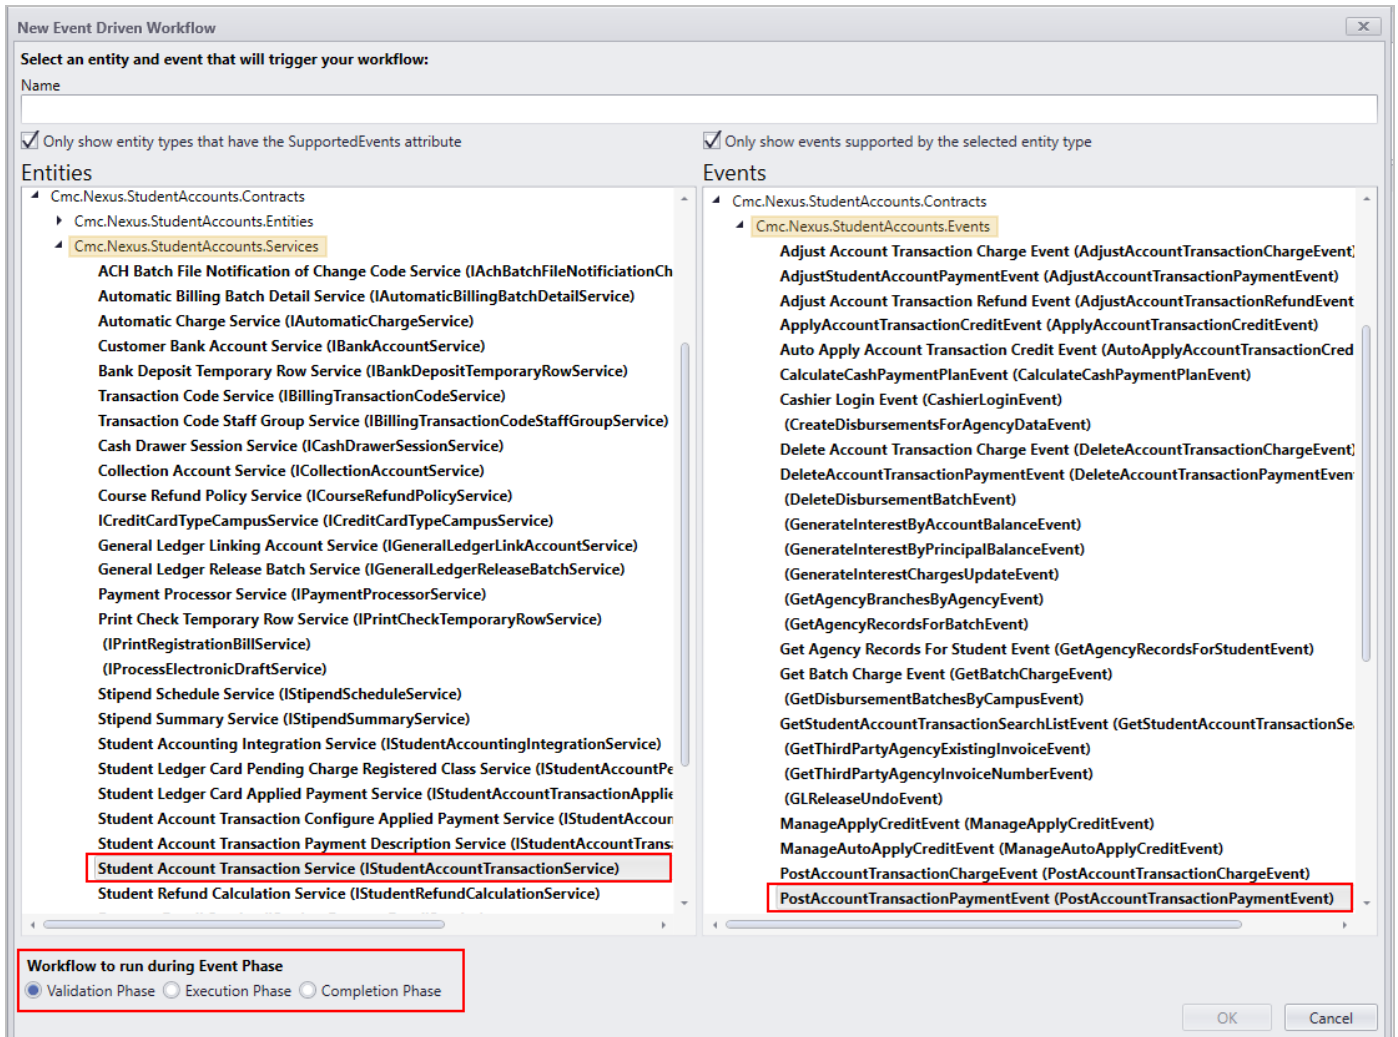 New Event Driven Workflow
Select an entity and event that will trigger your workflow:
Name
Only show entity types that have the SupportedEvents attribute
Only show events supported by the selected entity type
Entities
Cmc.Nexus.StudentAccounts.Contracts
Cmc.Nexus.StudentAccounts.Entities
Cmc.Nexus.StudentAccounts.Services
ACH Batch File Notification of Change Code Service (IAchBatchFileNotificiationCh
Automatic Billing Batch Detail Service (IAutomaticBillingBatchDetailService)
Automatic Charge Service (IAutomaticChargeService)
Customer Bank Account Service (IBankAccountService)
Bank Deposit Temporary Row Service (IBankDepositTemporaryRowService)
Transaction Code Service (IBillingTransactionCodeService)
Transaction Code Staff Group Service (IBillingTransactionCodeStaffGroupService)
Cash Drawer Session Service (ICashDrawerSessionService)
Collection Account Service (ICollectionAccountService)
Course Refund Policy Service (ICourseRefundPolicyService)
ICreditCardTypeCampusService (ICreditCardTypeCampusService)
General Ledger Linking Account Service (IGeneralLedgerLinkAccountService)
General Ledger Release Batch Service (IGeneralLedgerReleaseBatchService)
Payment Processor Service (IPaymentProcessorService)
Print Check Temporary Row Service (IPrintCheckTemporaryRowService)
(IPrintRegistrationBillService)
(IProcessElectronicDraftService)
Stipend Schedule Service (IStipendScheduleService)
Stipend Summary Service (IStipendSummaryService)
Student Accounting Integration Service (IStudentAccountingIntegrationService)
Student Ledger Card Pending Charge Registered Class Service (IStudentAccountPe
Student Ledger Card Applied Payment Service (IStudentAccountTransactionApplie
Student Account Transaction Configure Applied Payment Service (IStudentAccoun
Student Account Transaction Payment Description Service (IStudentAccountTrans
Student Account Transaction Service (IStudentAccountTransactionService)
Student Refund Calculation Service (IStudentRefundCalculationService)
Events
Cmc.Nexus.StudentAccounts.Contracts
Cmc.Nexus.StudentAccounts.Events
Adjust Account Transaction Charge Event (AdjustAccountTransactionChargeEvent)
AdjustStudentAccountPaymentEvent (AdjustAccountTransactionPaymentEvent)
Adjust Account Transaction Refund Event (AdjustAccountTransactionRefundEvent
ApplyAccountTransactionCreditEvent (ApplyAccountTransactionCreditEvent)
Auto Apply Account Transaction Credit Event (AutoApplyAccountTransactionCred
CalculateCashPaymentPlanEvent (CalculateCashPaymentPlanEvent)
Cashier Login Event (CashierLoginEvent)
(CreateDisbursementsForAgencyDataEvent)
Delete Account Transaction Charge Event (DeleteAccountTransactionChargeEvent)
DeleteAccountTransactionPaymentEvent (DeleteAccountTransactionPaymentEven
(DeleteDisbursementBatchEvent)
(GenerateInterestByAccountBalanceEvent)
(GenerateInterestByPrincipalBalanceEvent)
(GenerateInterestChargesUpdateEvent)
(GetAgencyBranchesByAgencyEvent)
(GetAgencyRecordsForBatchEvent)
Get Agency Records For Student Event (GetAgencyRecordsForStudentEvent)
Get Batch Charge Event (GetBatchChargeEvent)
(GetDisbursementBatchesByCampusEvent)
GetStudentAccountTransactionSearchListEvent (GetStudentAccountTransactionSe
(GetThirdPartyAgencyExistingInvoiceEvent)
(GetThirdPartyAgencyInvoiceNumberEvent)
(GLReleaseUndoEvent)
ManageApplyCreditEvent (ManageApplyCreditEvent)
ManageAutoApplyCreditEvent (ManageAutoApplyCreditEvent)
PostAccountTransactionChargeEvent (PostAccountTransactionChargeEvent)
PostAccountTransactionPaymentEvent (PostAccountTransactionPaymentEvent)
Workflow to run during Event Phase
Validation Phase Execution Phase Completion Phase
OK Cancel